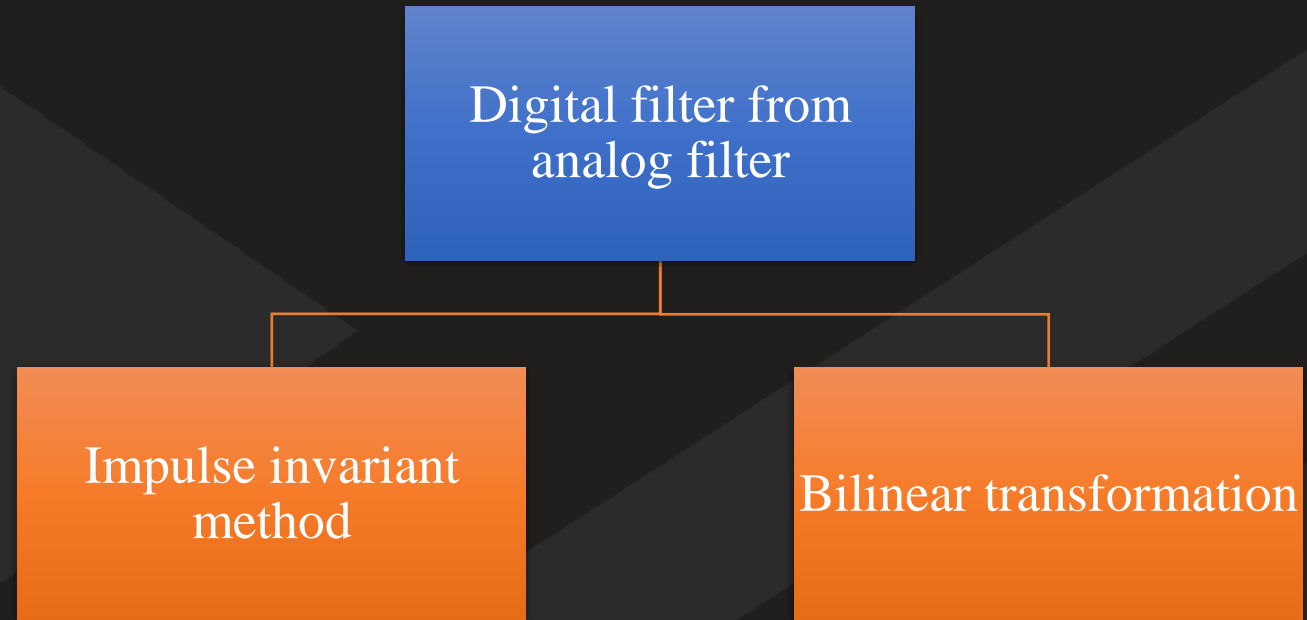 Digital filter from
analog filter
Impulse invariant
method
Bilinear transformation